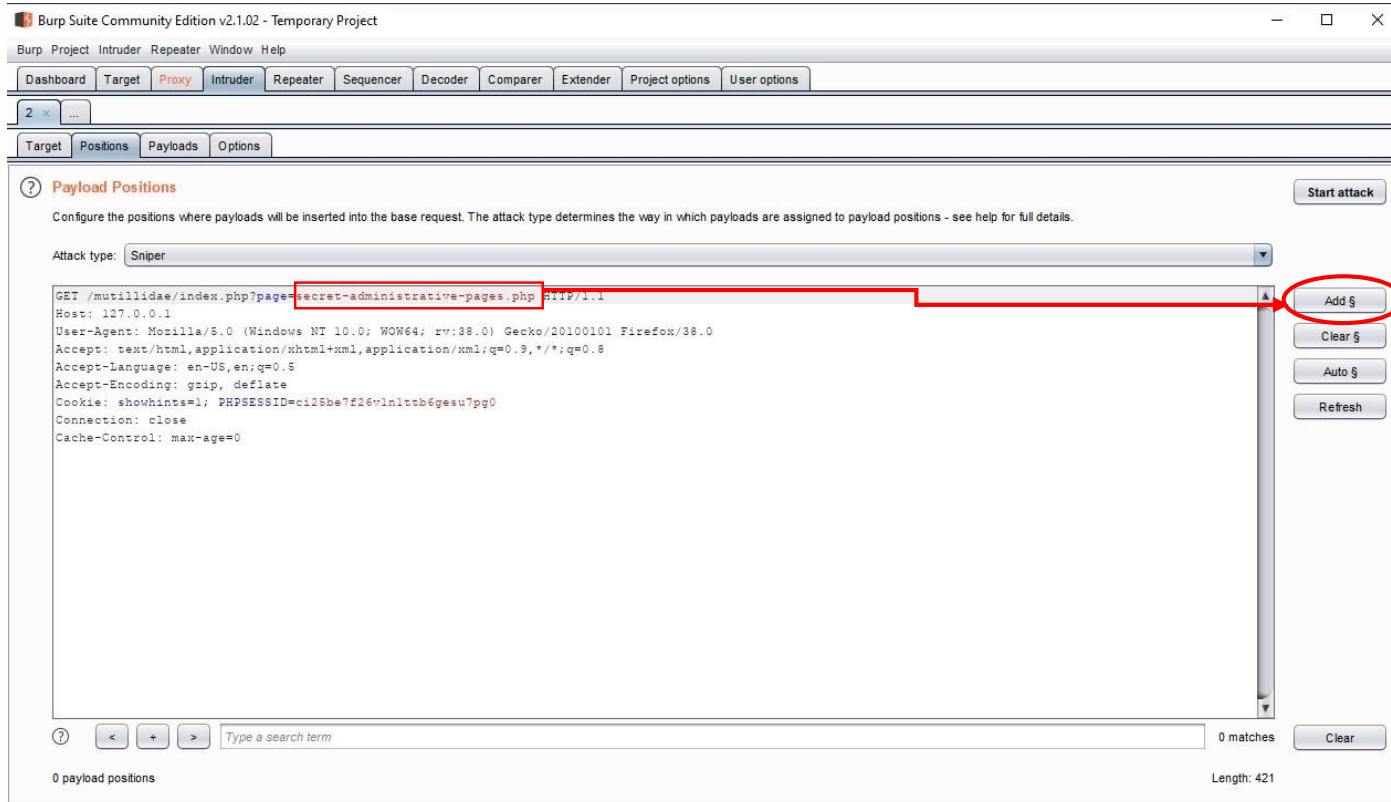 Burp Suite Community Edition v2.1.02 - Temporary Project
Burp Project Intruder Repeater Window Help
Dashboard Target Proxy Intruder Repeater Sequencer Decoder Comparer Extender Project options User options
2 × ...
Target Positions Payloads Options
? Payload Positions
Start attack
Configure the positions where payloads will be inserted into the base request. The attack type determines the way in which payloads are assigned to payload positions - see help for full details.
Attack type: Sniper
GET /mutillidae/index.php?page=secret-administrative-pages.php HTTP/1.1
Host: 127.0.0.1
User-Agent: Mozilla/5.0 (Windows NT 10.0; WOW64; rv:38.0) Gecko/20100101 Firefox/38.0
Accept: text/html,application/xhtml+xml,application/xml;q=0.9,*/*;q=0.8
Accept-Language: en-US,en;q=0.5
Accept-Encoding: gzip, deflate
Cookie: showhints=1; PHPSESSID=ci25be7f26v1n1ttb6gesu7pg0
Connection: close
Cache-Control: max-age=0
Add §
Clear §
Auto §
Refresh
? < + > Type a search term 0 matches Clear
0 payload positions Length: 421